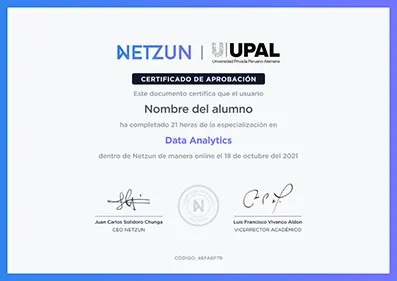 NETZUN | UPAL
Universidad Privada Peruano Alemana
CERTIFICADO DE APROBACIÓN
Este documento certifica que el usuario
Nombre del alumno
ha completado 21 horas de la especialización en
Data Analytics
dentro de Netzun de manera online el 18 de octubre del 2021
Juan Carlos Solidoro Chunga
CEO NETZUN
Luis Francisco Vivanco Aldon
VICERRECTOR ACADÉMICO